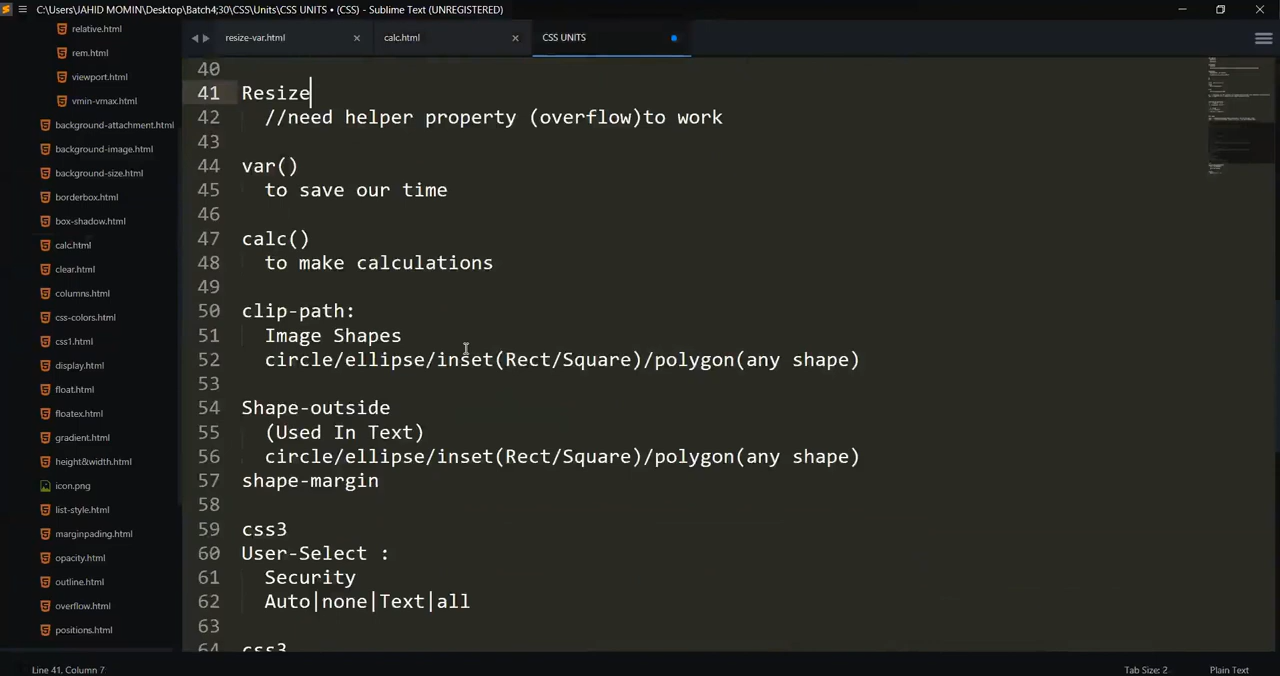 C:\Users\JAHID MOMIN\Desktop\Batch4;30\CSS\Units\CSS UNITS • (CSS) - Sublime Text (UNREGISTERED)
resize-var.html
calc.html
CSS UNITS
relative.html
rem.html
viewport.html
vmin-vmax.html
background-attachment.html
background-image.html
background-size.html
borderbox.html
box-shadow.html
calc.html
clear.html
columns.html
css-colors.html
css1.html
display.html
float.html
floatex.html
gradient.html
height&width.html
icon.png
list-style.html
marginpading.html
opacity.html
outline.html
overflow.html
positions.html
40
41 Resize
42 //need helper property (overflow)to work
43
44 var()
45 to save our time
46
47 calc()
48 to make calculations
49
50 clip-path:
51 Image Shapes
52 circle/ellipse/inset(Rect/Square)/polygon(any shape)
53
54 Shape-outside
55 (Used In Text)
56 circle/ellipse/inset(Rect/Square)/polygon(any shape)
57 shape-margin
58
59 css3
60 User-Select :
61 Security
62 Auto|none|Text|all
63
64 css3
Line 41, Column 7
Tab Size: 2
Plain Text